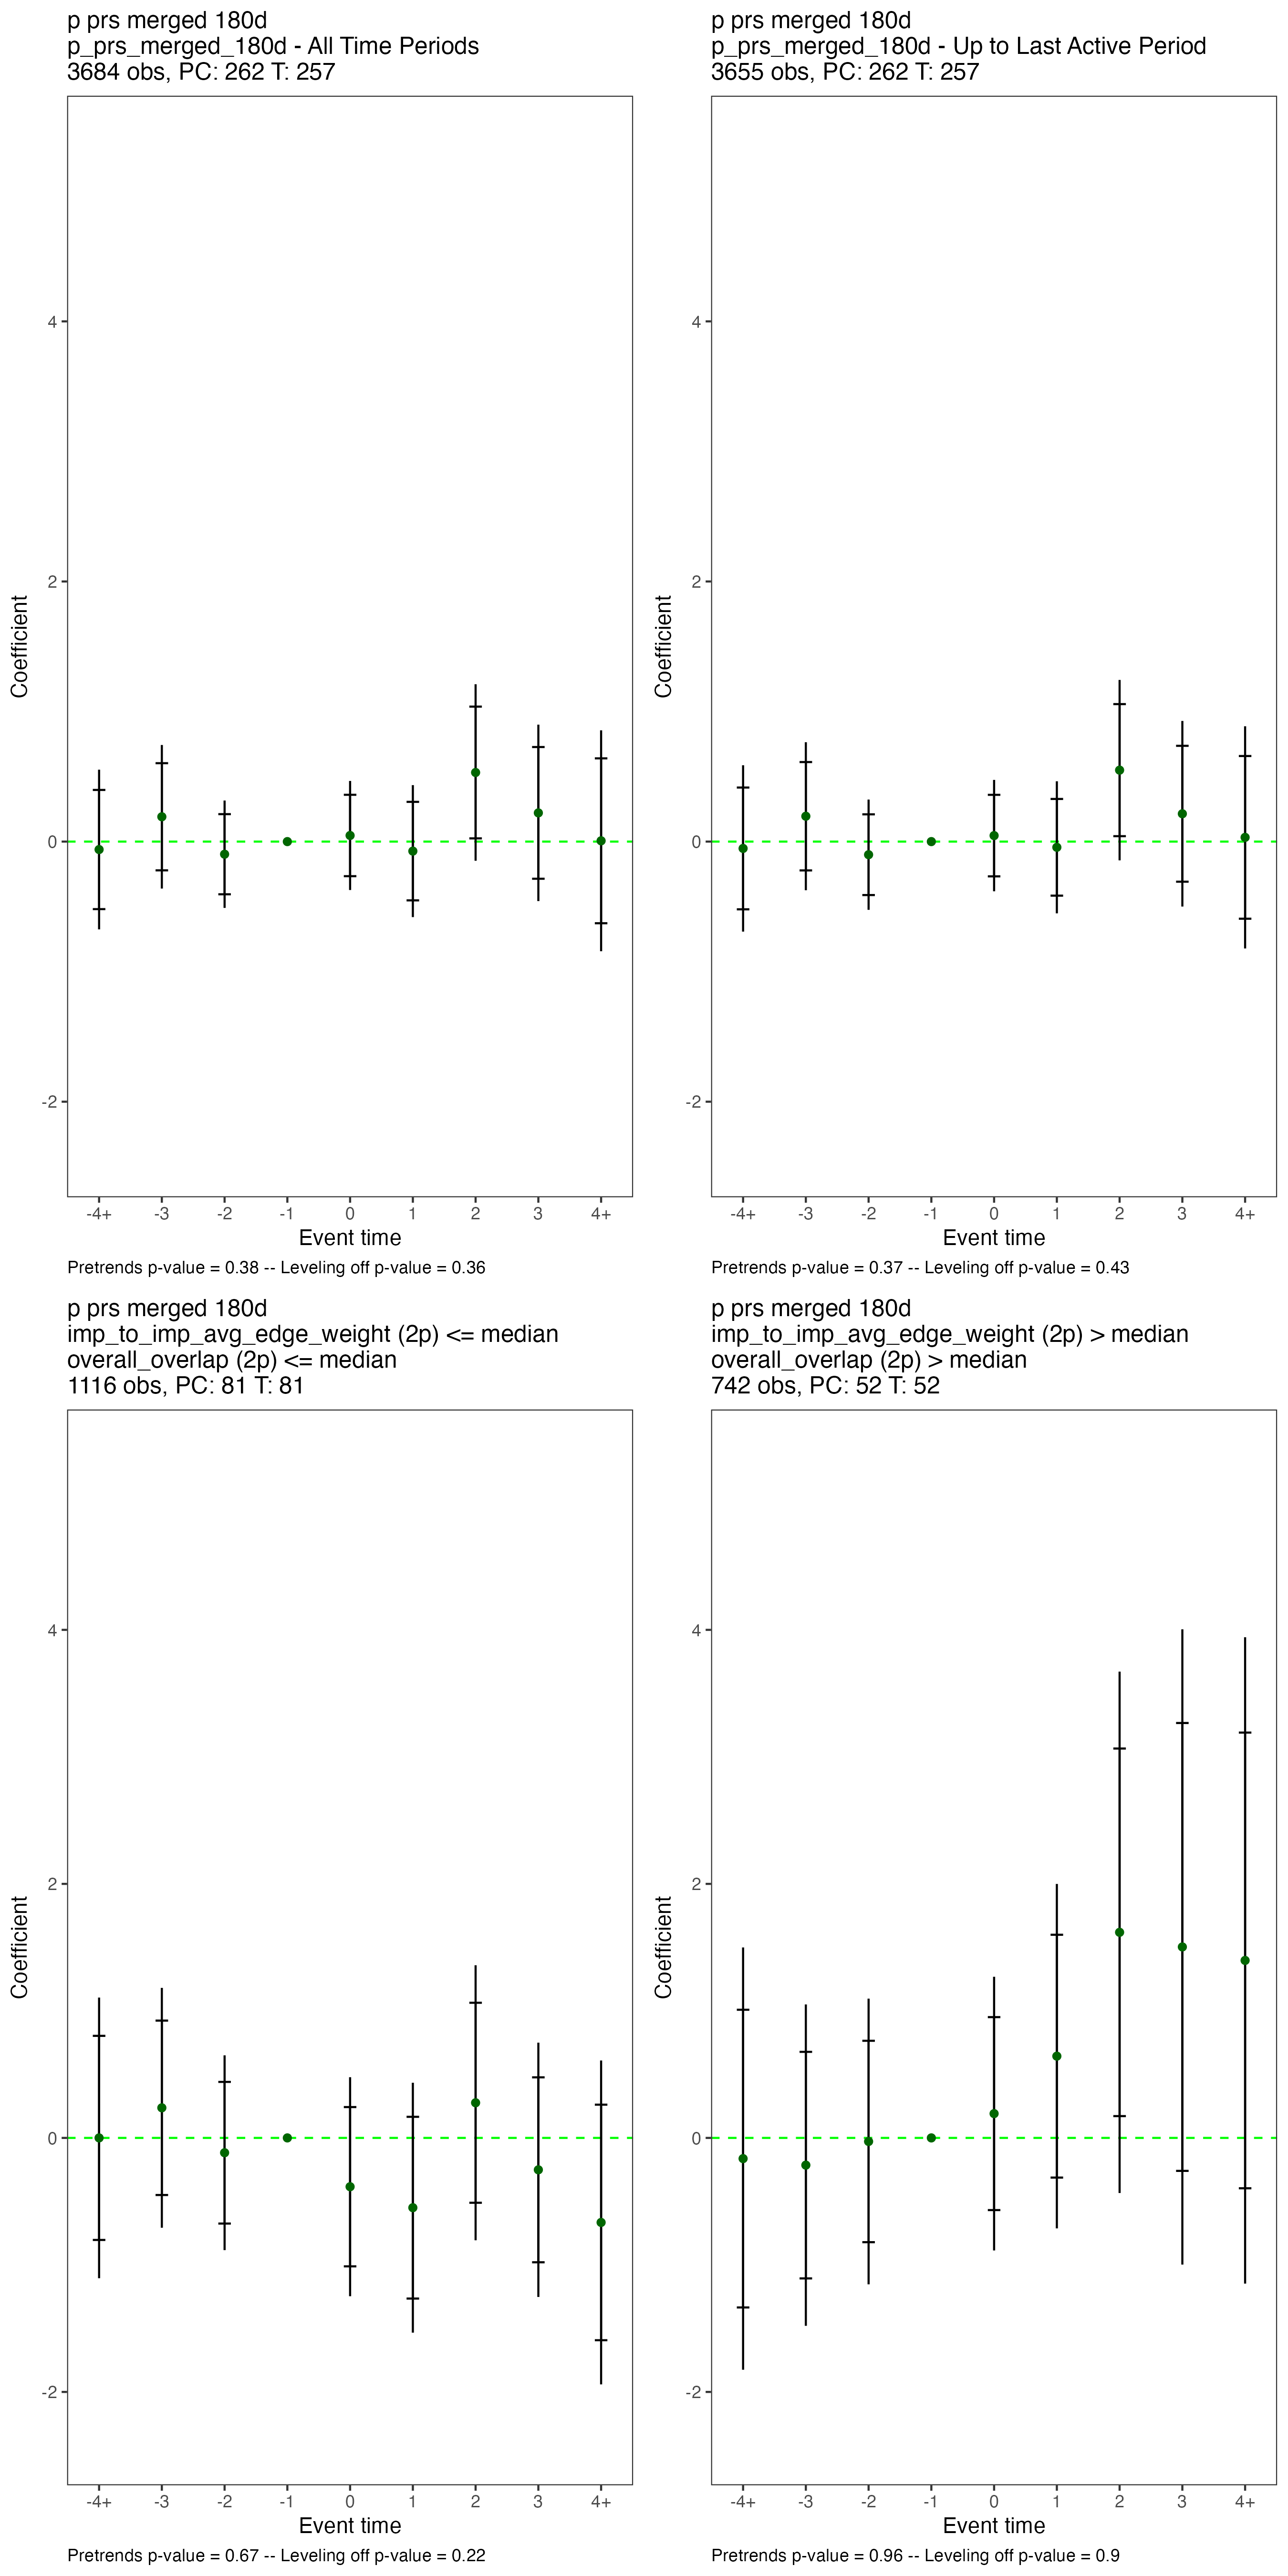 p prs merged 180d
p_prs_merged_180d - All Time Periods
3684 obs, PC: 262 T: 257
4
2
0
-2
Coefficient
-4+ -3 -2 -1 0 1 2 3 4+
Event time
Pretrends p-value = 0.38 -- Leveling off p-value = 0.36
p prs merged 180d
p_prs_merged_180d - Up to Last Active Period
3655 obs, PC: 262 T: 257
4
2
0
-2
Coefficient
-4+ -3 -2 -1 0 1 2 3 4+
Event time
Pretrends p-value = 0.37 -- Leveling off p-value = 0.43
p prs merged 180d
imp_to_imp_avg_edge_weight (2p) <= median
overall_overlap (2p) <= median
1116 obs, PC: 81 T: 81
4
2
0
-2
Coefficient
-4+ -3 -2 -1 0 1 2 3 4+
Event time
Pretrends p-value = 0.67 -- Leveling off p-value = 0.22
p prs merged 180d
imp_to_imp_avg_edge_weight (2p) > median
overall_overlap (2p) > median
742 obs, PC: 52 T: 52
4
2
0
-2
Coefficient
-4+ -3 -2 -1 0 1 2 3 4+
Event time
Pretrends p-value = 0.96 -- Leveling off p-value = 0.9